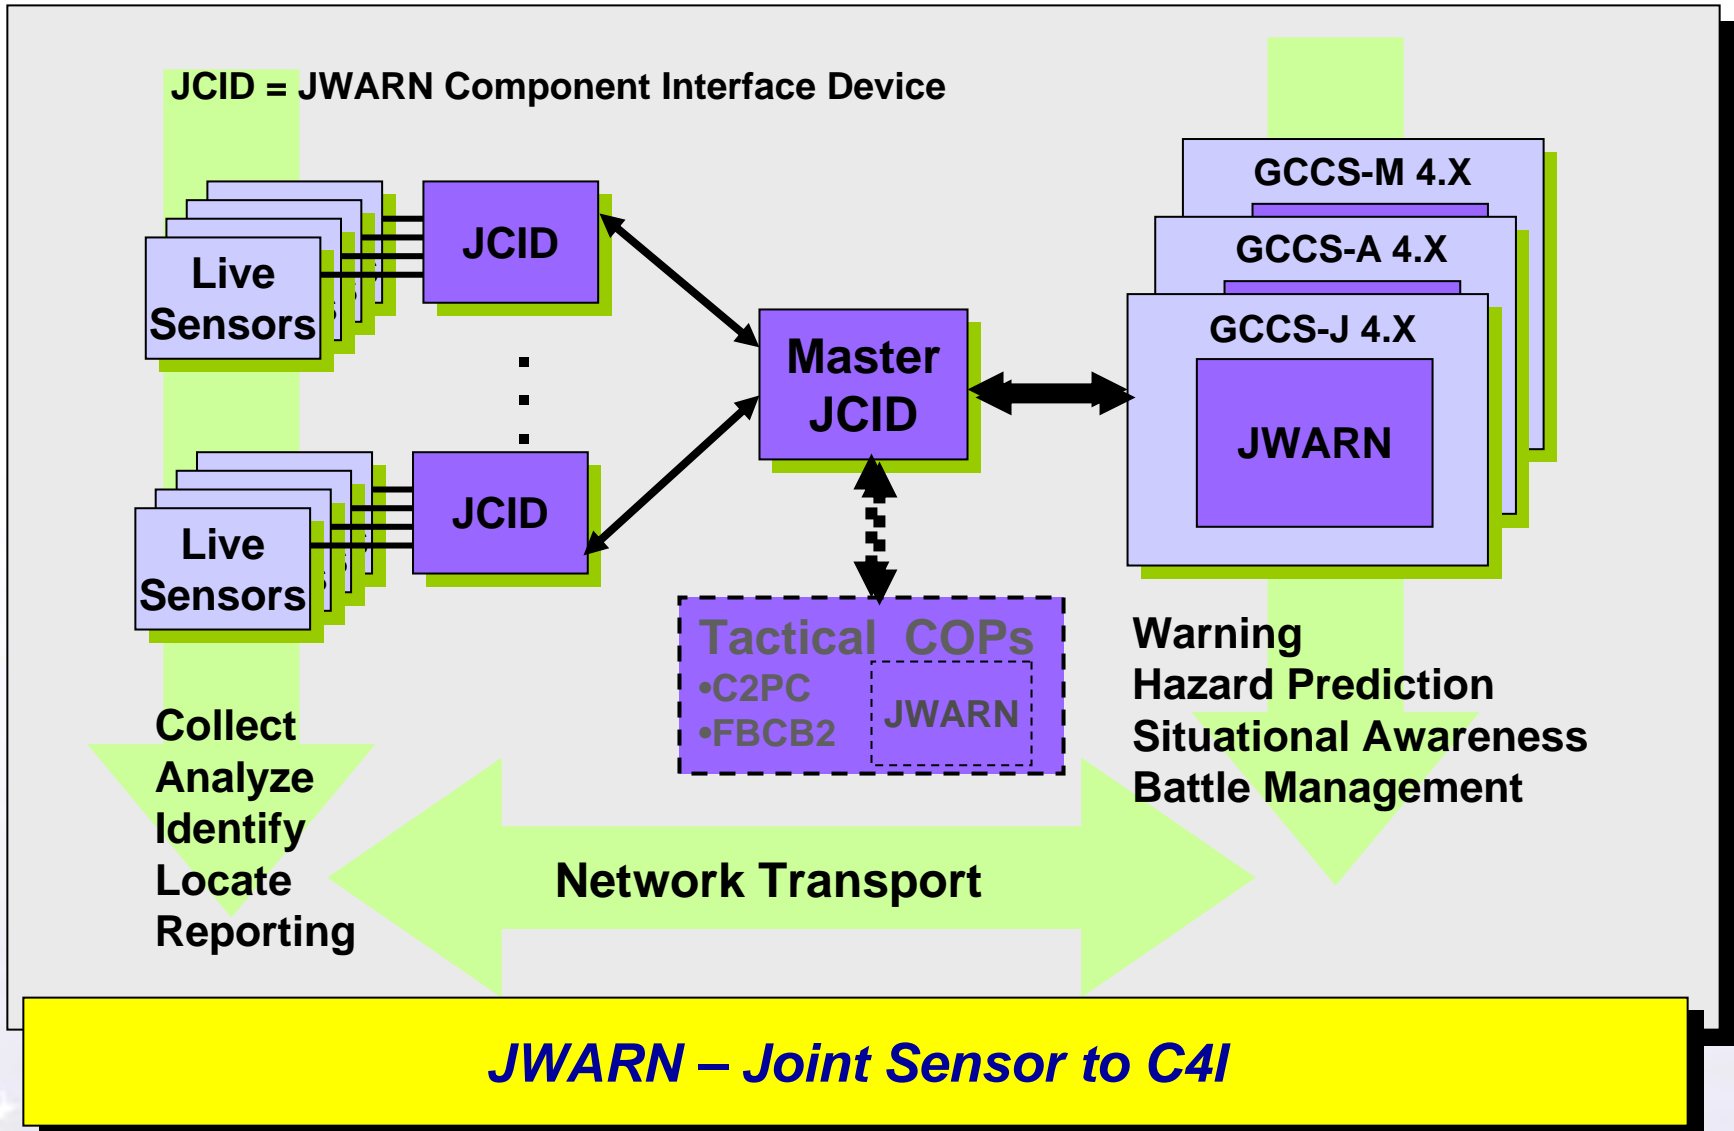 JCID = JWARN Component Interface Device
Live
Sensors
JCID
Live
Sensors
JCID
Master
JCID
GCCS-M 4.X
GCCS-A 4.X
GCCS-J 4.X
JWARN
Tactical COPs
•C2PC
•FBCB2
JWARN
Collect
Analyze
Identify
Locate
Reporting
Warning
Hazard Prediction
Situational Awareness
Battle Management
Network Transport
JWARN – Joint Sensor to C4I